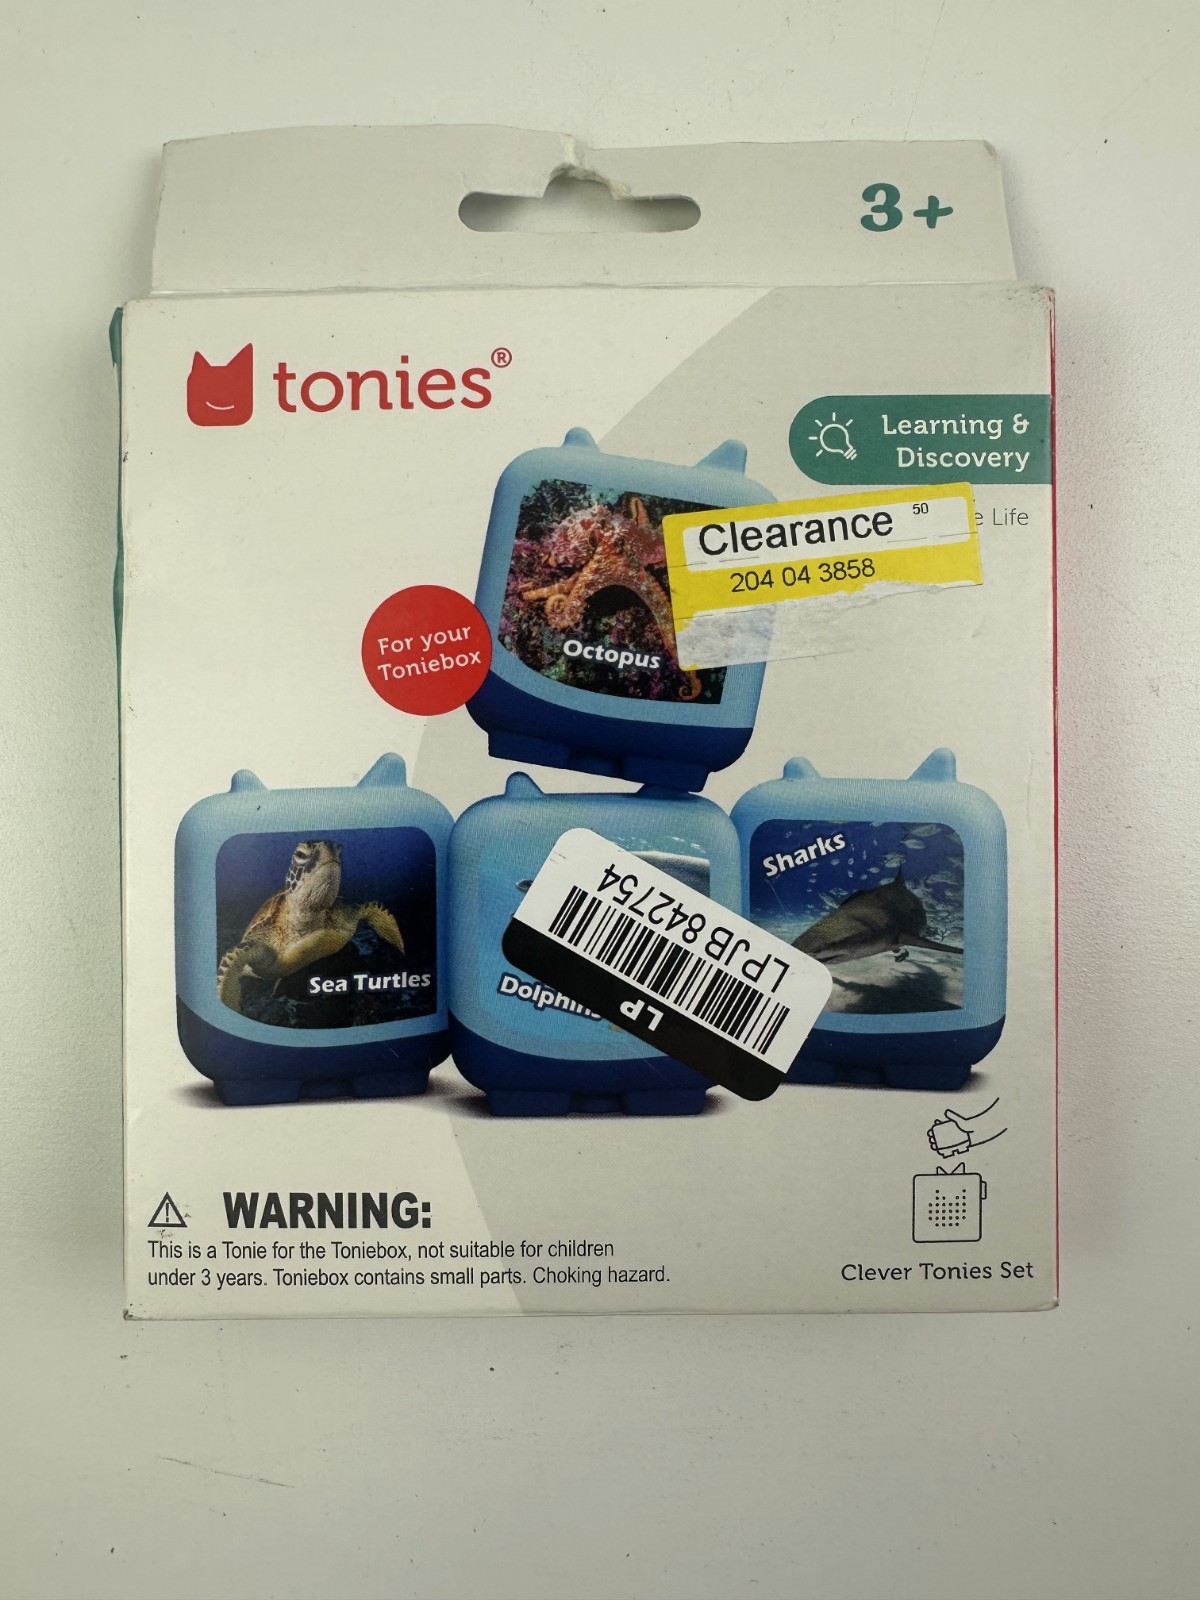 3+
tonies®
Learning &
Discovery
Life
Clearance 50
204 04 3858
For your
Toniebox
Octopus
Sharks
Sea Turtles
Dolphins
LPJB842754
LP
WARNING:
This is a Tonie for the Toniebox, not suitable for children
under 3 years. Toniebox contains small parts. Choking hazard.
Clever Tonies Set